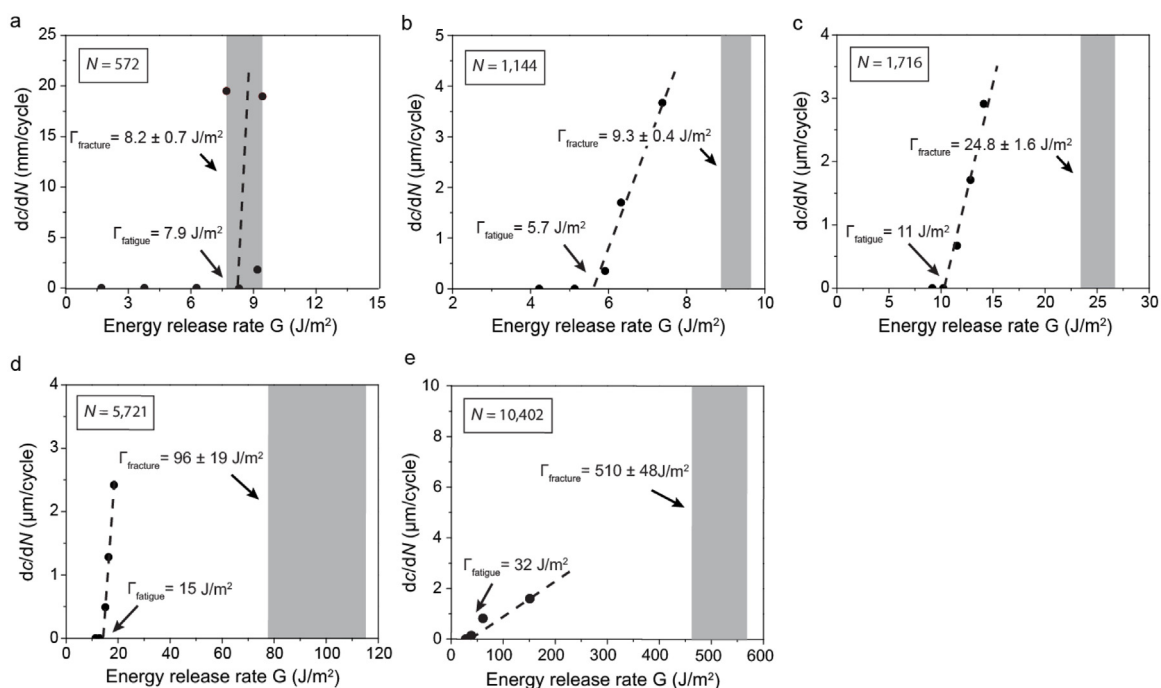 a
N = 572
dc/dN (mm/cycle)
25
20
15
10
5
0
Γfracture= 8.2 ± 0.7 J/m²
Γfatigue= 7.9 J/m²
0 3 6 9 12 15
Energy release rate G (J/m²)
b
N = 1,144
dc/dN (µm/cycle)
5
4
3
2
1
0
Γfracture= 9.3 ± 0.4 J/m²
Γfatigue= 5.7 J/m²
2 4 6 8 10
Energy release rate G (J/m²)
c
N = 1,716
dc/dN (µm/cycle)
4
3
2
1
0
Γfracture= 24.8 ± 1.6 J/m²
Γfatigue= 11 J/m²
0 5 10 15 20 25 30
Energy release rate G (J/m²)
d
N = 5,721
dc/dN (µm/cycle)
4
3
2
1
0
Γfracture= 96 ± 19 J/m²
Γfatigue= 15 J/m²
0 20 40 60 80 100 120
Energy release rate G (J/m²)
e
N = 10,402
dc/dN (µm/cycle)
10
8
6
4
2
0
Γfracture= 510 ± 48J/m²
Γfatigue= 32 J/m²
0 100 200 300 400 500 600
Energy release rate G (J/m²)